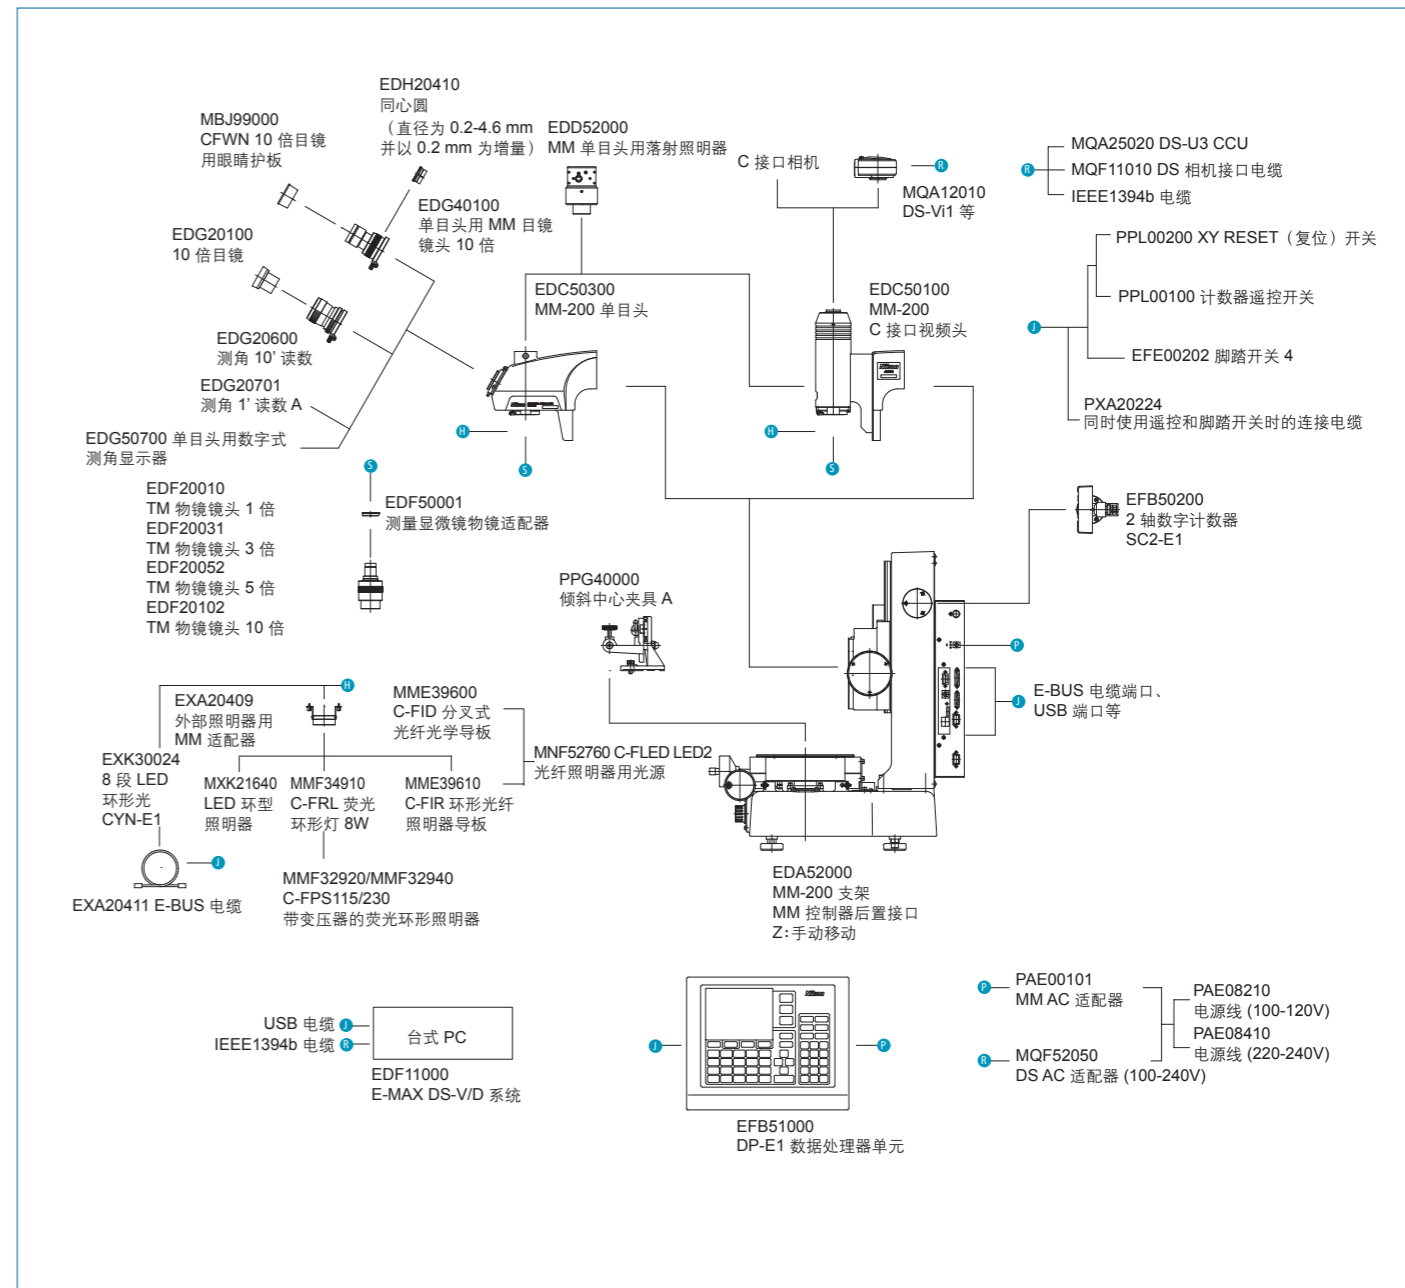 EDH20410
同心圆
（直径为 0.2-4.6 mm
并以 0.2 mm 为增量）
MBJ99000
CFWN 10 倍目镜
用眼睛护板
EDD52000
MM 单目头用落射照明器
EDG40100
单目头用 MM 目镜
镜头 10 倍
EDG20100
10 倍目镜
EDG20600
测角 10’ 读数
EDG20701
测角 1’ 读数 A
EDG50700 单目头用数字式
测角显示器
EDC50300
MM-200 单目头
C 接口相机
R
MQA12010
DS-Vi1 等
EDC50100
MM-200
C 接口视频头
Nikon
Nikon
H
S
H
S
R
MQA25020 DS-U3 CCU
MQF11010 DS 相机接口电缆
IEEE1394b 电缆
PPL00200 XY RESET（复位）开关
PPL00100 计数器遥控开关
J
EFE00202 脚踏开关 4
PXA20224
同时使用遥控和脚踏开关时的连接电缆
S
EDF20010
TM 物镜镜头 1 倍
EDF20031
TM 物镜镜头 3 倍
EDF20052
TM 物镜镜头 5 倍
EDF20102
TM 物镜镜头 10 倍
EDF50001
测量显微镜物镜适配器
EFB50200
2 轴数字计数器
SC2-E1
PPG40000
倾斜中心夹具 A
P
J
E-BUS 电缆端口、
USB 端口等
H
EXA20409
外部照明器用
MM 适配器
MME39600
C-FID 分叉式
光纤光学导板
EXK30024
8 段 LED
环形光
CYN-E1
MXK21640
LED 环型
照明器
MMF34910
C-FRL 荧光
环形灯 8W
MME39610
C-FIR 环形光纤
照明器导板
MNF52760 C-FLED LED2
光纤照明器用光源
J
EXA20411 E-BUS 电缆
MMF32920/MMF32940
C-FPS115/230
带变压器的荧光环形照明器
EDA52000
MM-200 支架
MM 控制器后置接口
Z：手动移动
USB 电缆 J
IEEE1394b 电缆 R
台式 PC
EDF11000
E-MAX DS-V/D 系统
Nikon
J
P
EFB51000
DP-E1 数据处理器单元
P
PAE00101
MM AC 适配器
R
MQF52050
DS AC 适配器 (100-240V)
PAE08210
电源线 (100-120V)
PAE08410
电源线 (220-240V)